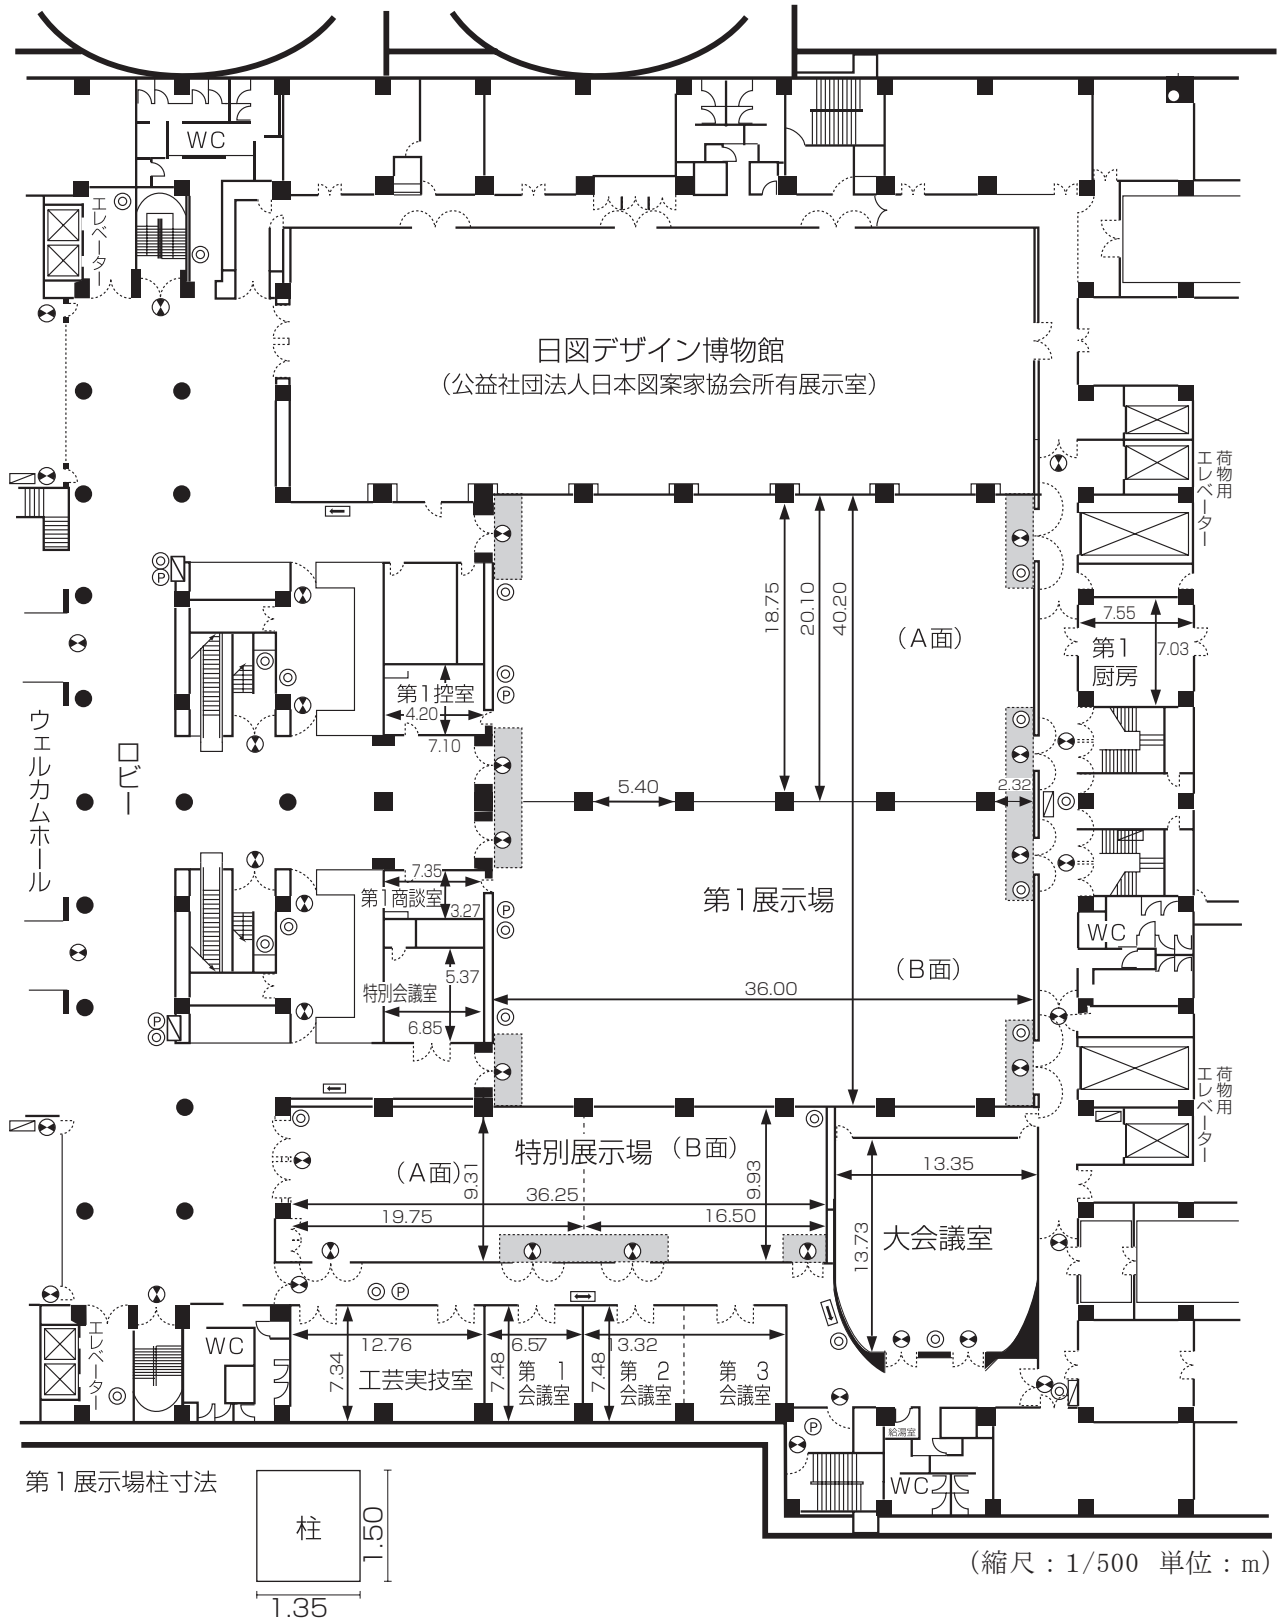 WC
エレベーター
日図デザイン博物館
(公益社団法人日本図案家協会所有展示室)
荷物用
エレベーター
18.75
20.10
40.20
(A面)
7.55
第1
厨房
7.03
P
第1控室
4.20
7.10
P
ウェルカムホール
ロビー
5.40
2.32
7.35
第1商談室
3.27
第1展示場
P
WC
(B面)
5.37
特別会議室
6.85
36.00
P
荷物用
エレベーター
特別展示場
(A面)
(B面)
9.31
9.93
36.25
19.75
16.50
13.35
13.73
大会議室
P
エレベーター
WC
12.76
6.57
13.32
7.34
7.48
7.48
工芸実技室
第 1
会議室
第 2
会議室
第 3
会議室
P
給湯室
WC
第1展示場柱寸法
柱
1.50
1.35
(縮尺:1/500 単位:m)